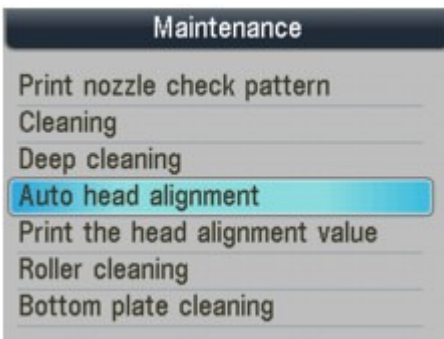 Maintenance
Print nozzle check pattern
Cleaning
Deep cleaning
Auto head alignment
Print the head alignment value
Roller cleaning
Bottom plate cleaning